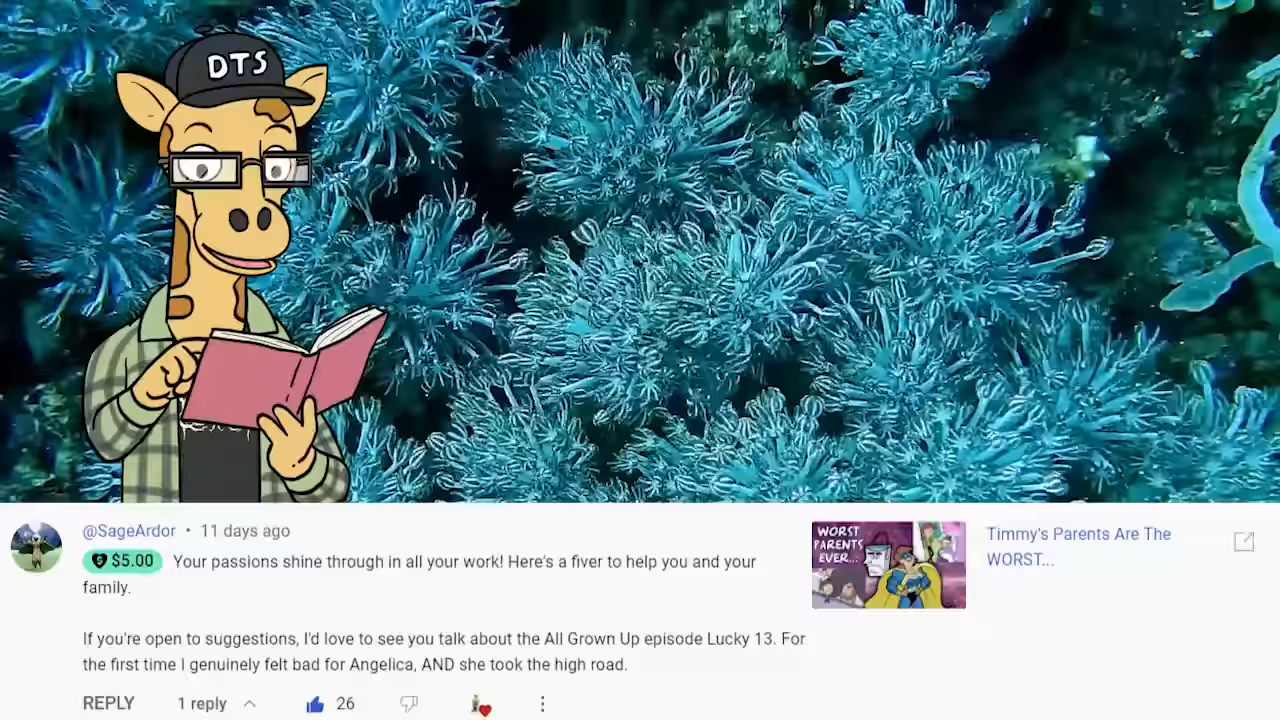 DTS
@SageArdor • 11 days ago
$5.00 Your passions shine through in all your work! Here's a fiver to help you and your
family.
If you're open to suggestions, I'd love to see you talk about the All Grown Up episode Lucky 13. For
the first time I genuinely felt bad for Angelica, AND she took the high road.
REPLY 1 reply 26
WORST
PARENTS
EVER...
Timmy's Parents Are The
WORST...